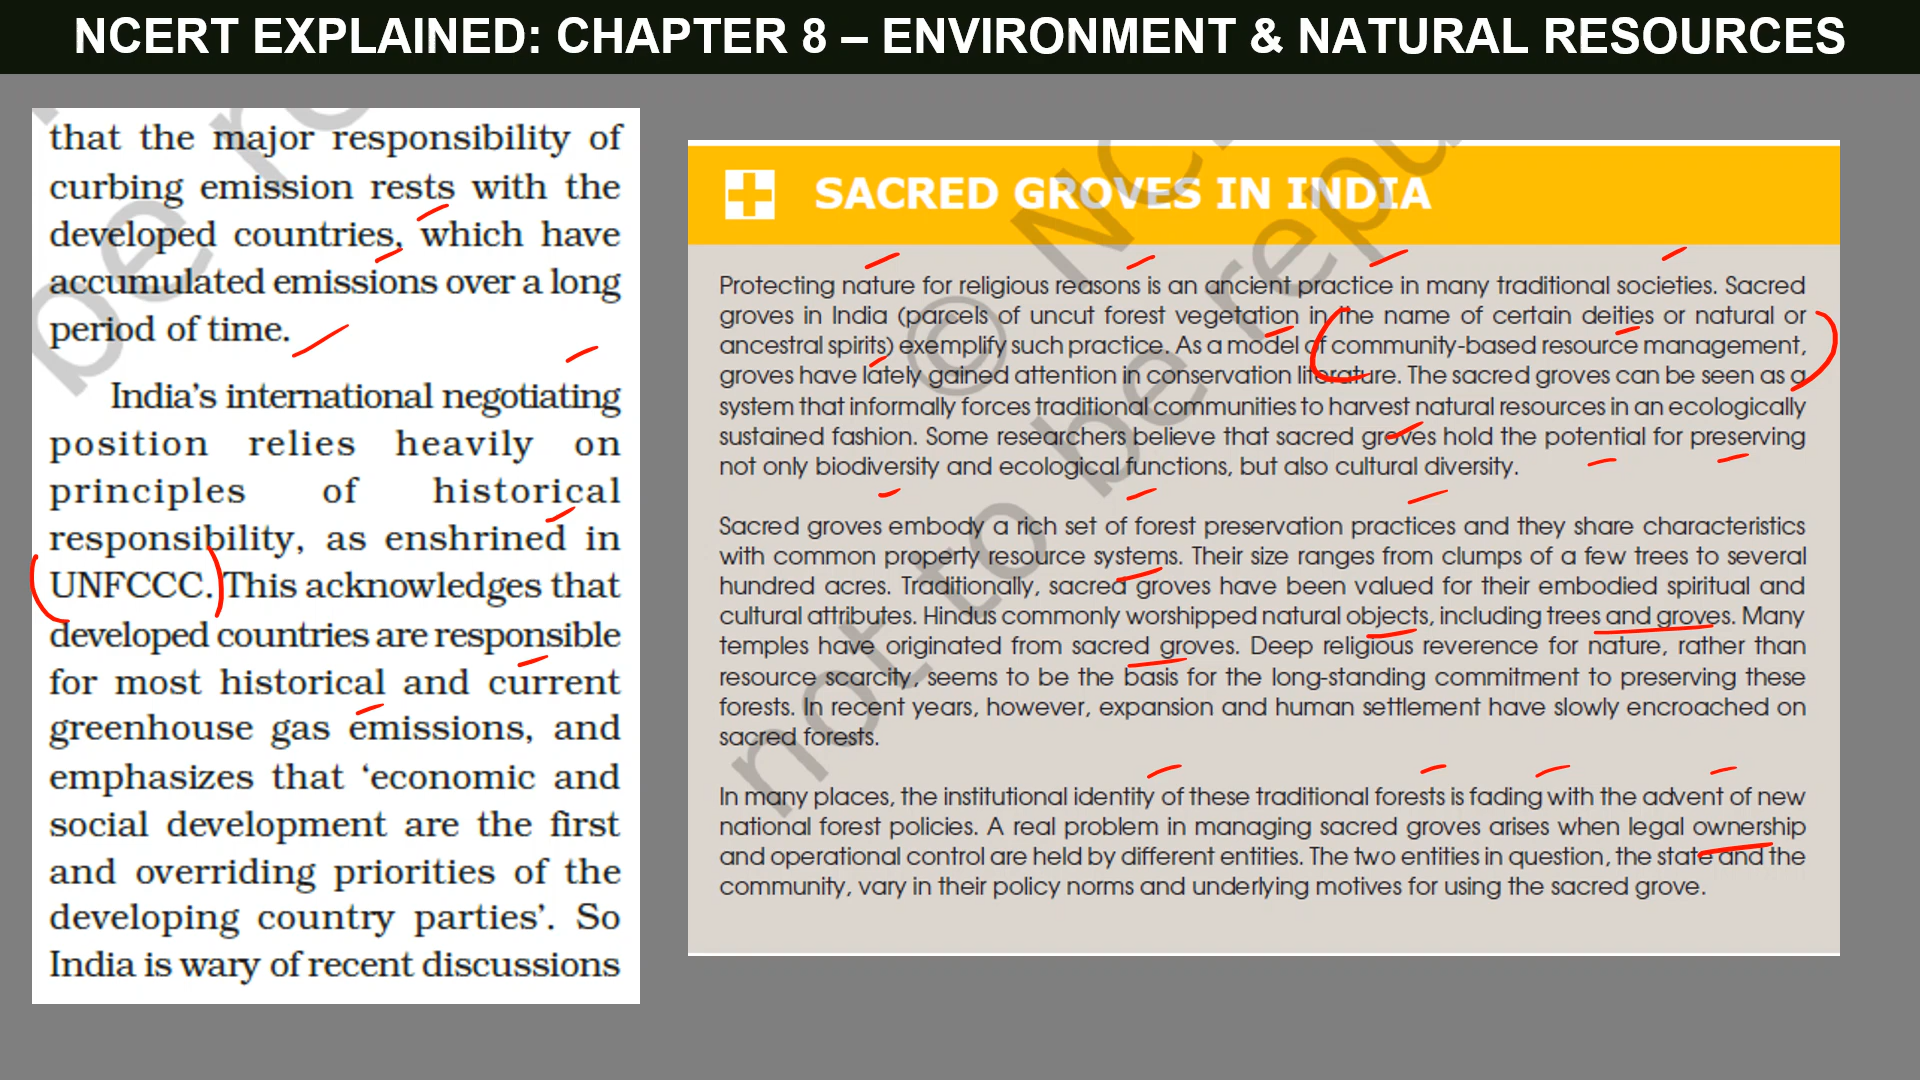 NCERT EXPLAINED: CHAPTER 8 – ENVIRONMENT & NATURAL RESOURCES
that the major responsibility of
curbing emission rests with the
developed countries, which have
accumulated emissions over a long
period of time.
India's international negotiating
position relies heavily on
principles of historical
responsibility, as enshrined in
UNFCCC. This acknowledges that
developed countries are responsible
for most historical and current
greenhouse gas emissions, and
emphasizes that ‘economic and
social development are the first
and overriding priorities of the
developing country parties’. So
India is wary of recent discussions
SACRED GROVES IN INDIA
Protecting nature for religious reasons is an ancient practice in many traditional societies. Sacred
groves in India (parcels of uncut forest vegetation in the name of certain deities or natural or
ancestral spirits) exemplify such practice. As a model of community-based resource management,
groves have lately gained attention in conservation literature. The sacred groves can be seen as a
system that informally forces traditional communities to harvest natural resources in an ecologically
sustained fashion. Some researchers believe that sacred groves hold the potential for preserving
not only biodiversity and ecological functions, but also cultural diversity.
Sacred groves embody a rich set of forest preservation practices and they share characteristics
with common property resource systems. Their size ranges from clumps of a few trees to several
hundred acres. Traditionally, sacred groves have been valued for their embodied spiritual and
cultural attributes. Hindus commonly worshipped natural objects, including trees and groves. Many
temples have originated from sacred groves. Deep religious reverence for nature, rather than
resource scarcity, seems to be the basis for the long-standing commitment to preserving these
forests. In recent years, however, expansion and human settlement have slowly encroached on
sacred forests.
In many places, the institutional identity of these traditional forests is fading with the advent of new
national forest policies. A real problem in managing sacred groves arises when legal ownership
and operational control are held by different entities. The two entities in question, the state and the
community, vary in their policy norms and underlying motives for using the sacred grove.
© NC
not to be repu
be re